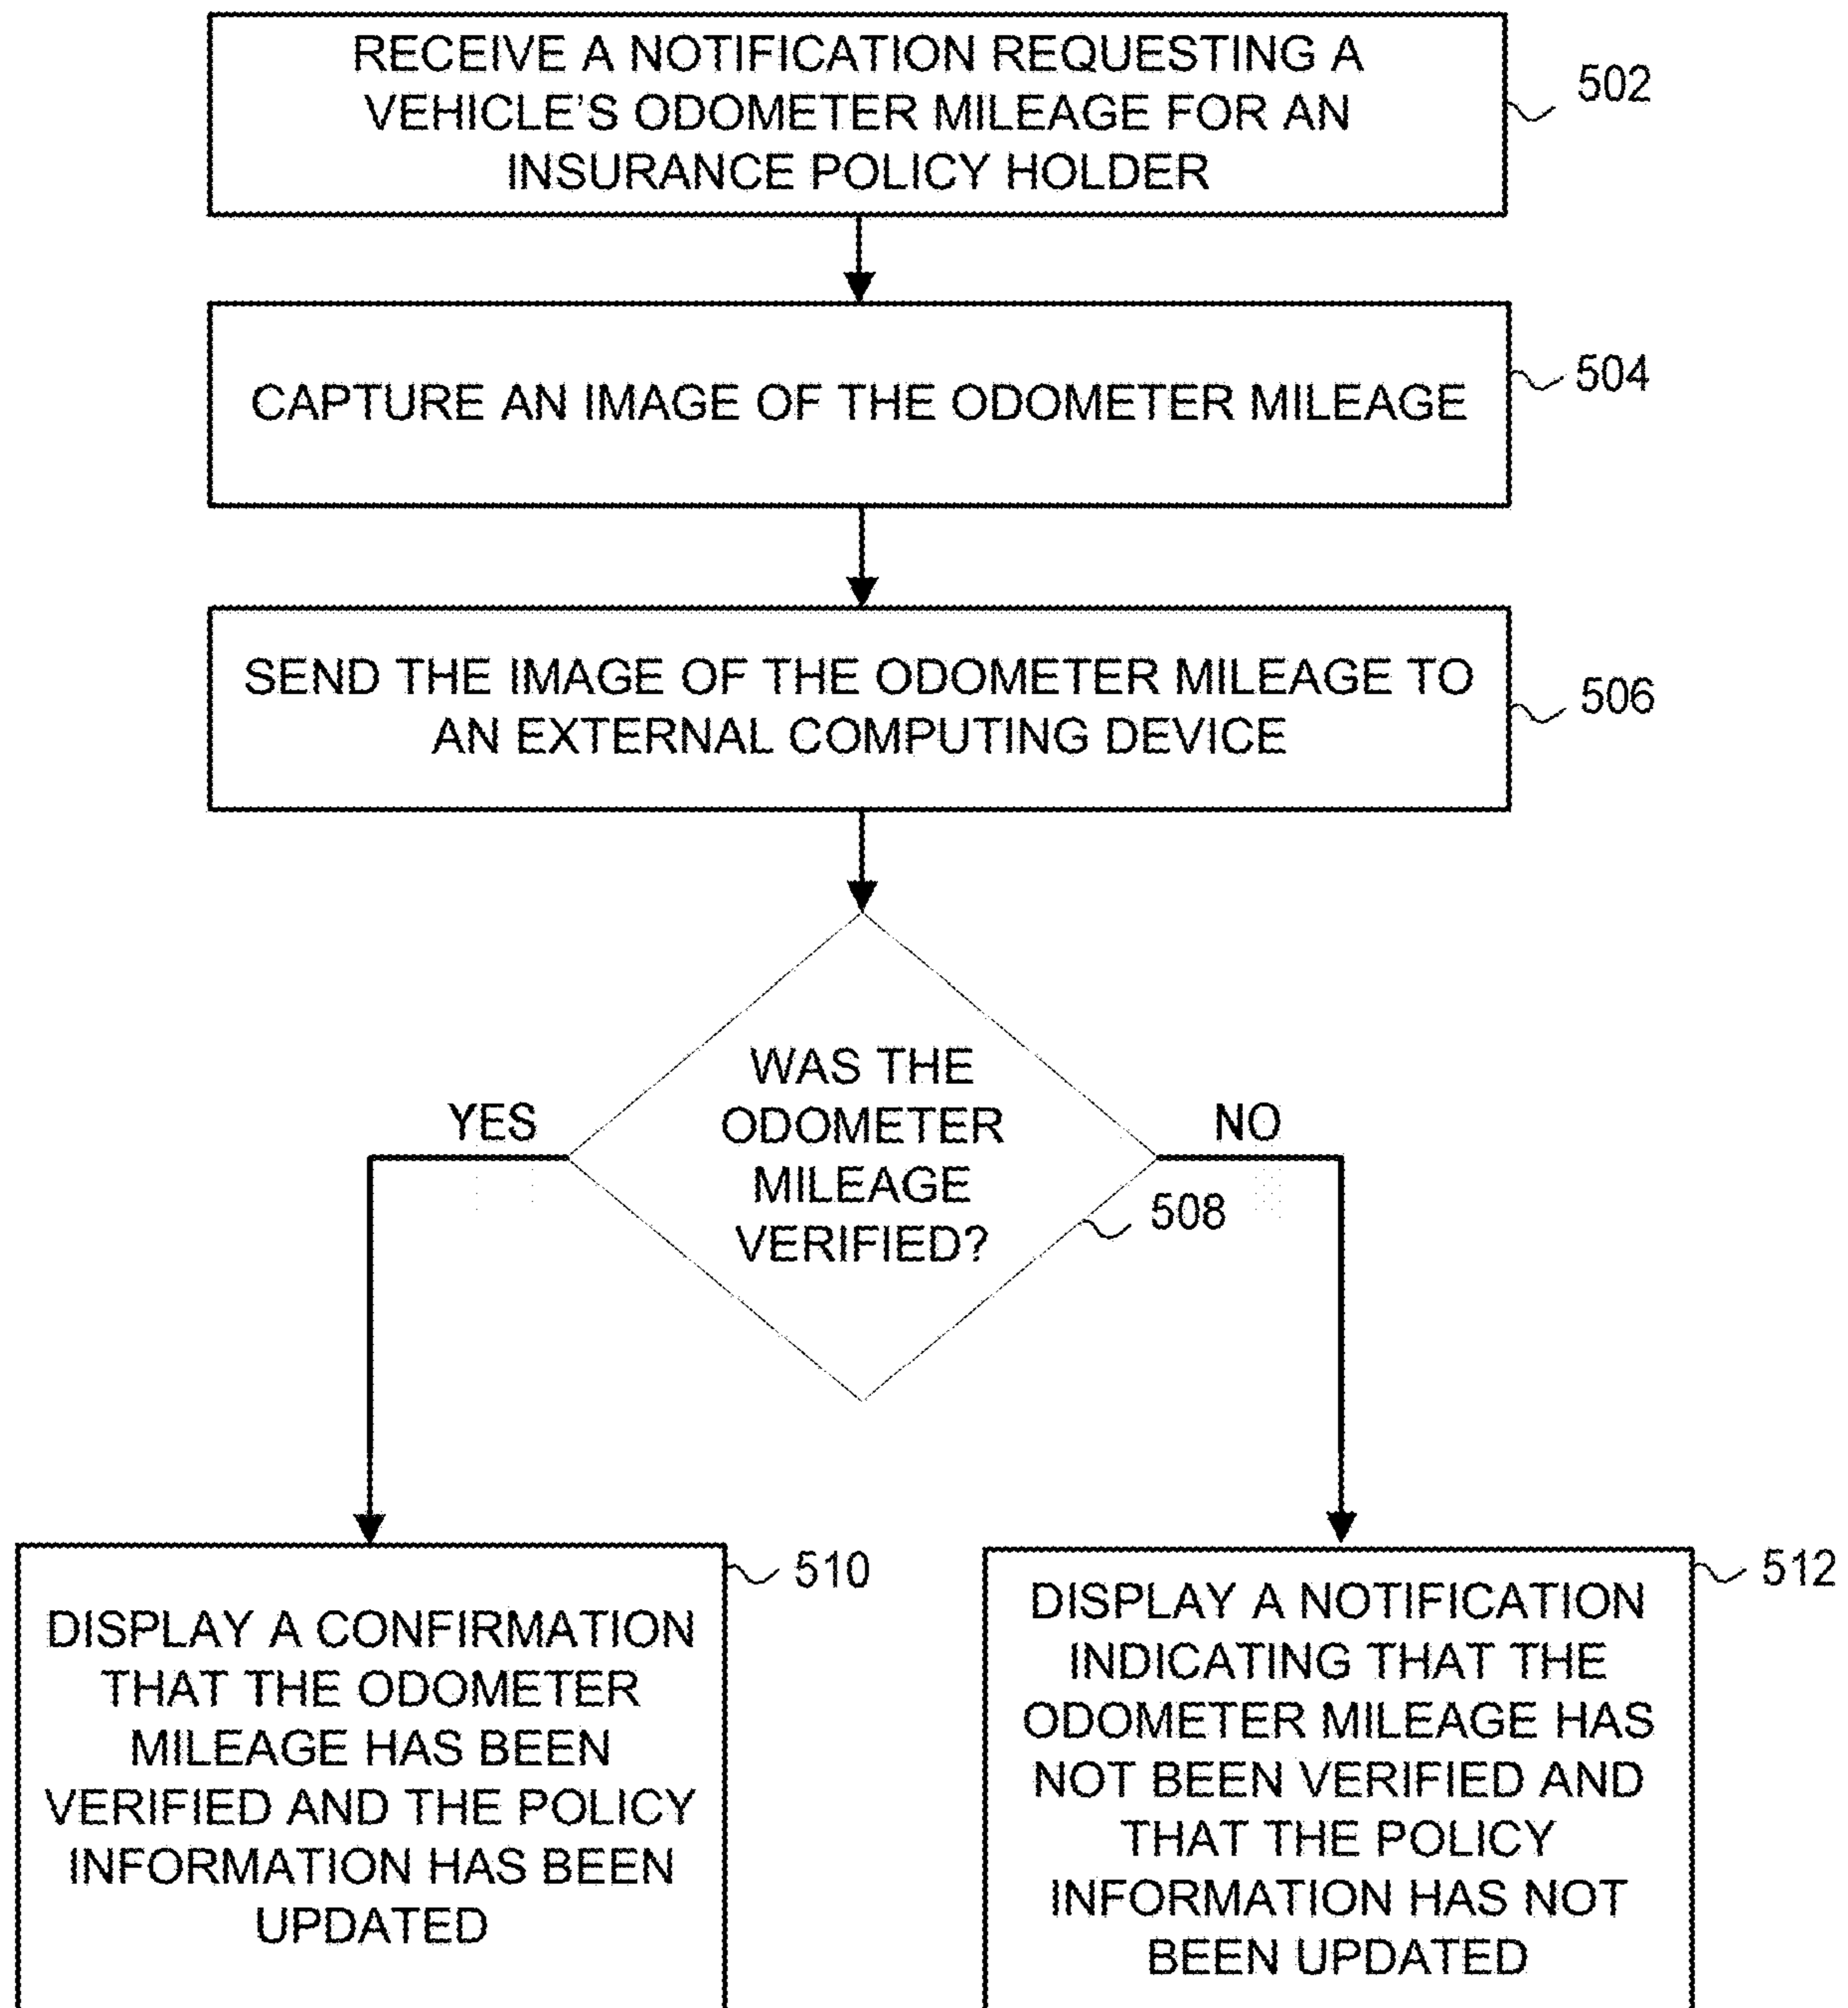 RECEIVE A NOTIFICATION REQUESTING A
VEHICLE'S ODOMETER MILEAGE FOR AN
INSURANCE POLICY HOLDER
502
CAPTURE AN IMAGE OF THE ODOMETER MILEAGE
504
SEND THE IMAGE OF THE ODOMETER MILEAGE TO
AN EXTERNAL COMPUTING DEVICE
506
WAS THE
ODOMETER
MILEAGE
VERIFIED?
508
YES
NO
DISPLAY A CONFIRMATION
THAT THE ODOMETER
MILEAGE HAS BEEN
VERIFIED AND THE POLICY
INFORMATION HAS BEEN
UPDATED
510
DISPLAY A NOTIFICATION
INDICATING THAT THE
ODOMETER MILEAGE HAS
NOT BEEN VERIFIED AND
THAT THE POLICY
INFORMATION HAS NOT
BEEN UPDATED
512